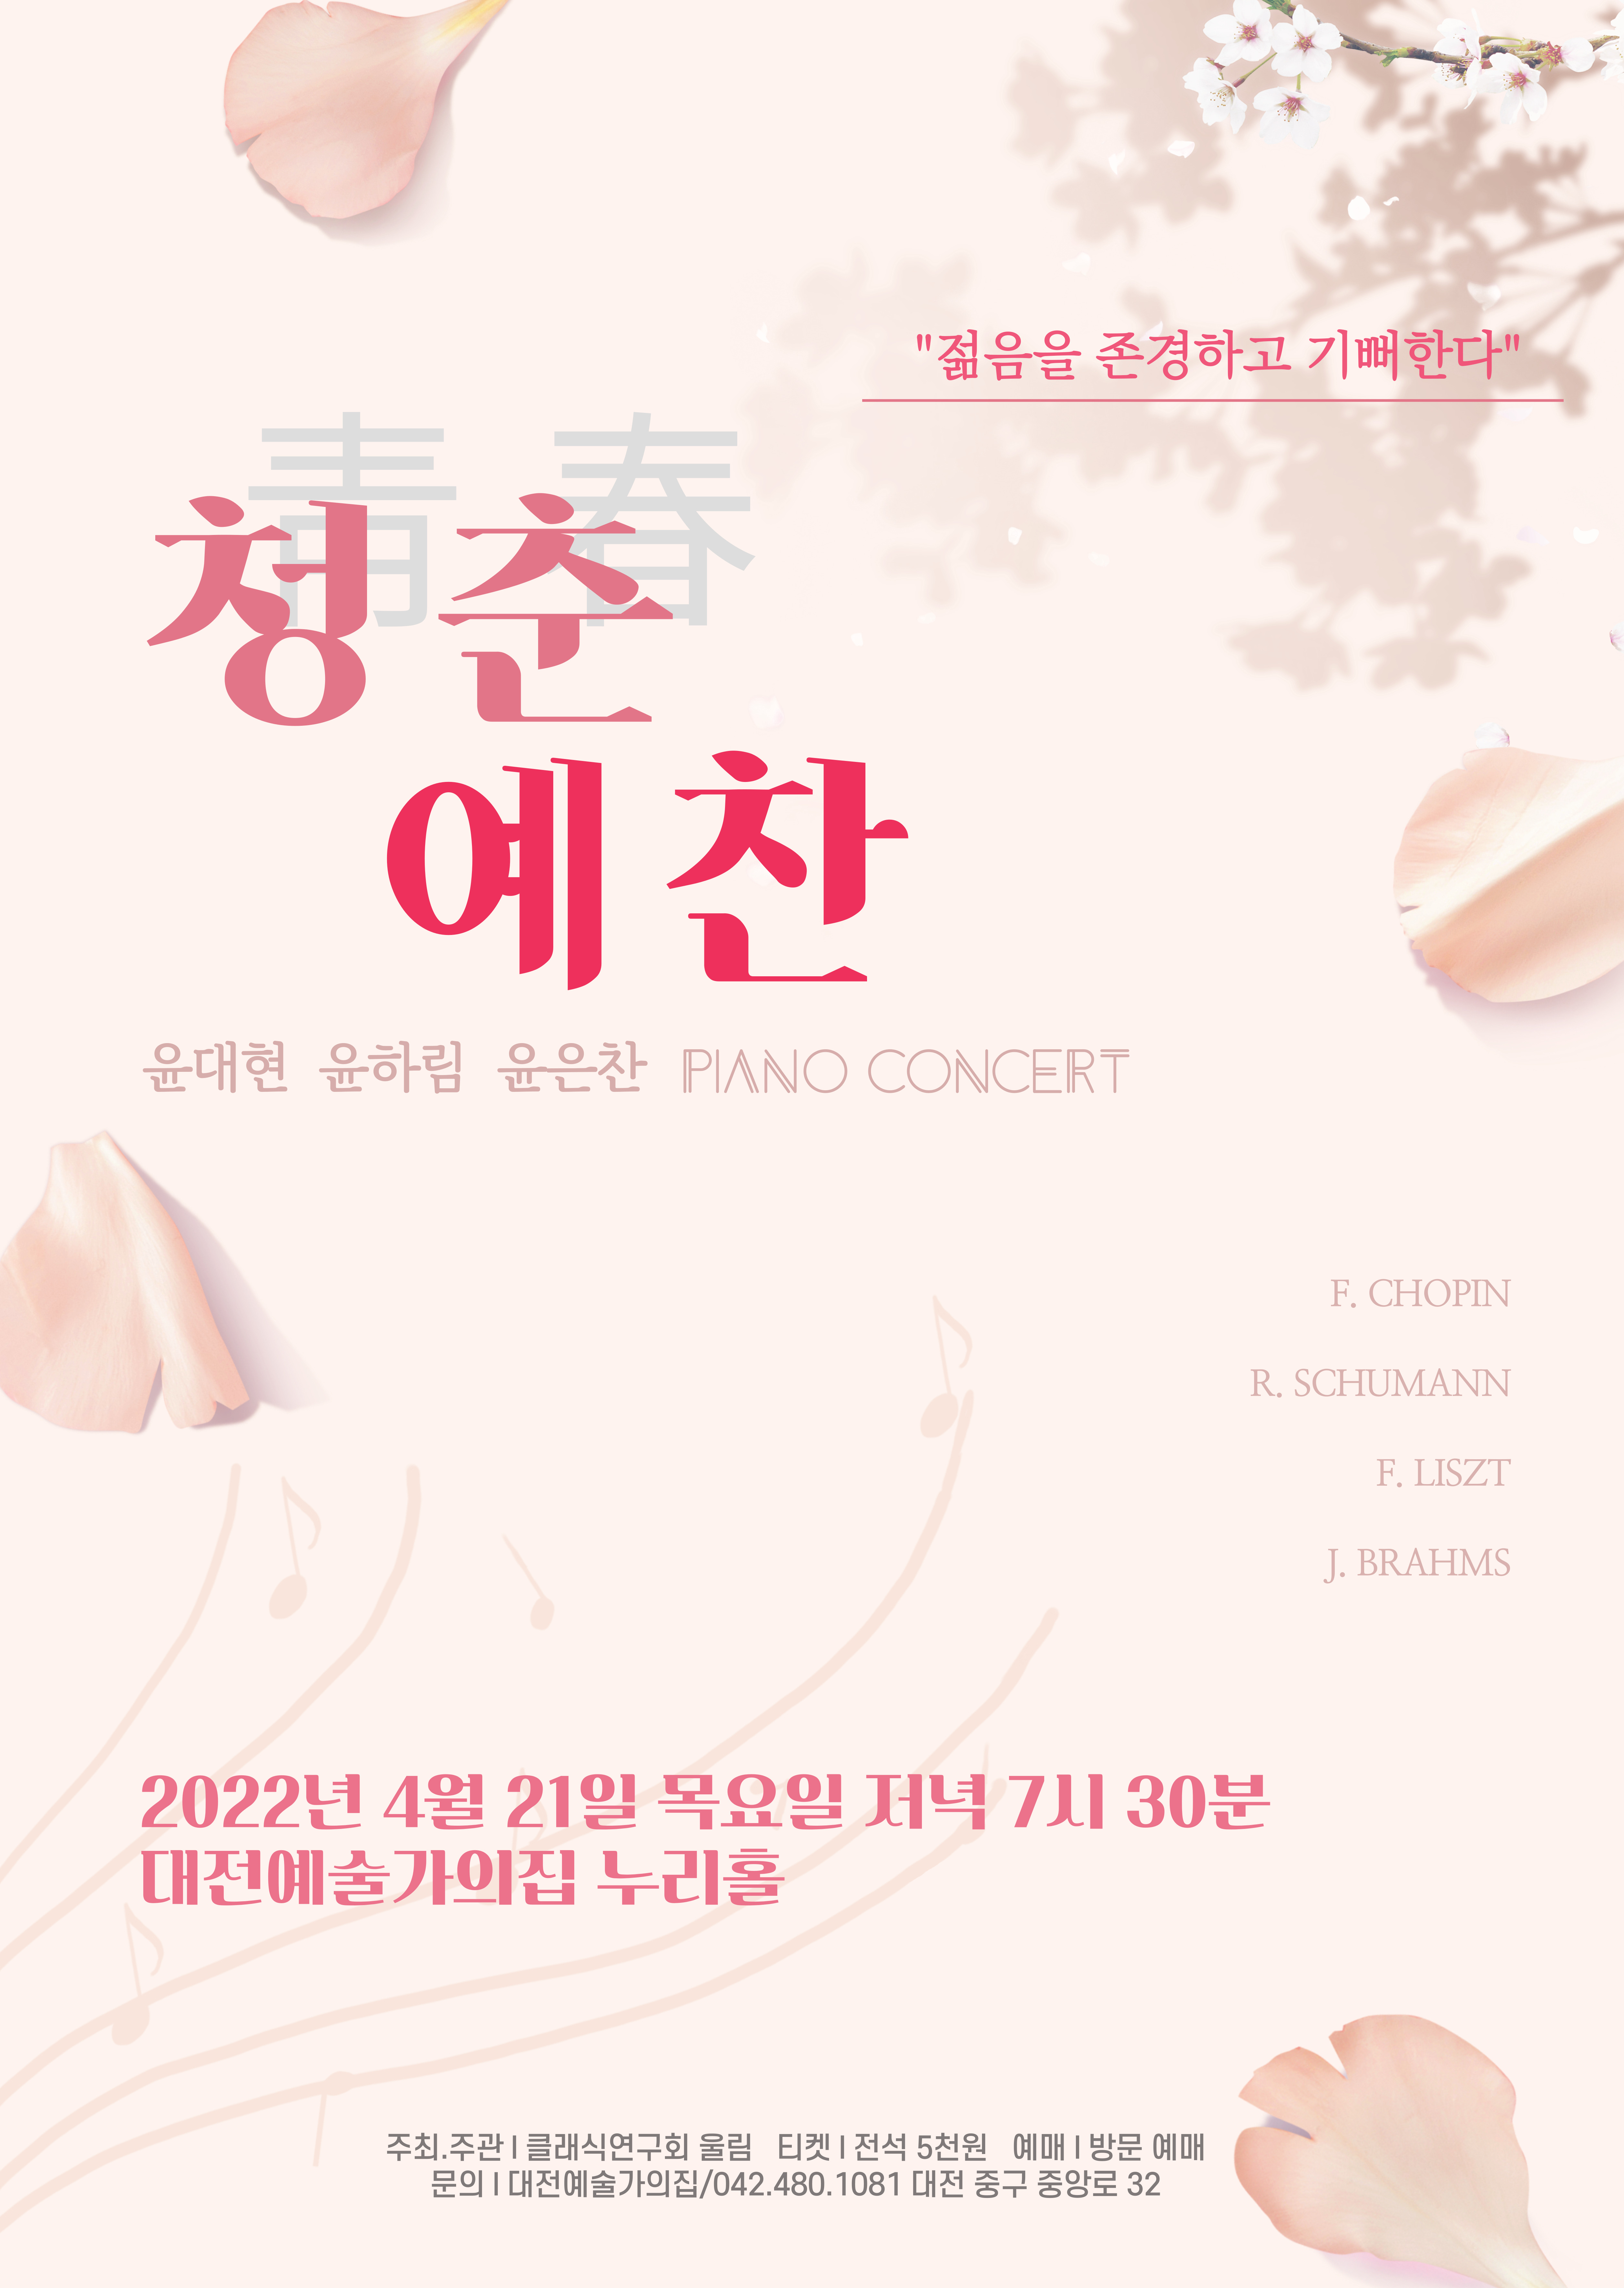 "젊음을 존경하고 기뻐한다"
靑 春
청춘
예찬
윤대현 윤하림 윤은찬 PIANO CONCERT
F. CHOPIN
R. SCHUMANN
F. LISZT
J. BRAHMS
2022년 4월 21일 목요일 저녁 7시 30분
대전예술가의집 누리홀
주최.주관 l 클래식연구회 울림 티켓 l 전석 5천원 예매 l 방문 예매
문의 l 대전예술가의집/042.480.1081 대전 중구 중앙로 32